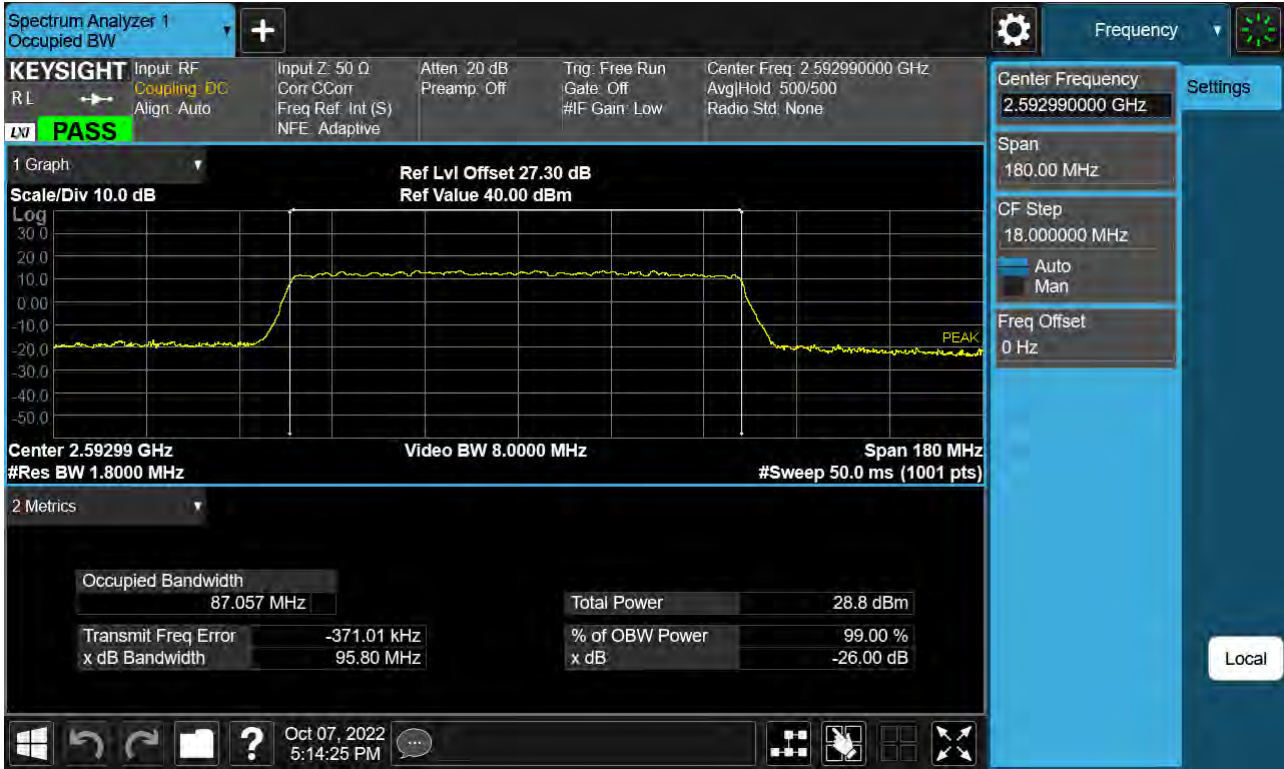 Spectrum Analyzer 1
Occupied BW
Frequency
KEYSIGHT
RL
LXI PASS
Input: RF
Coupling: DC
Align: Auto
Input Z: 50 Ω
Corr CCorr
Freq Ref: Int (S)
NFE: Adaptive
Atten: 20 dB
Preamp: Off
Trig: Free Run
Gate: Off
#IF Gain: Low
Center Freq: 2.592990000 GHz
Avg|Hold: 500/500
Radio Std: None
Center Frequency
2.592990000 GHz
Settings
Span
180.00 MHz
CF Step
18.000000 MHz
Auto
Man
Freq Offset
0 Hz
Local
1 Graph
Scale/Div 10.0 dB
Ref Lvl Offset 27.30 dB
Ref Value 40.00 dBm
Log
30.0
20.0
10.0
0.00
-10.0
-20.0
-30.0
-40.0
-50.0
PEAK
Center 2.59299 GHz
#Res BW 1.8000 MHz
Video BW 8.0000 MHz
Span 180 MHz
#Sweep 50.0 ms (1001 pts)
2 Metrics
Occupied Bandwidth
87.057 MHz
Transmit Freq Error -371.01 kHz
x dB Bandwidth 95.80 MHz
Total Power 28.8 dBm
% of OBW Power 99.00 %
x dB -26.00 dB
?
Oct 07, 2022
5:14:25 PM